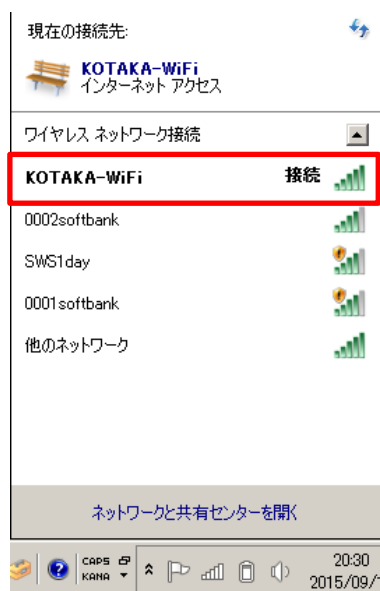 現在の接続先:
KOTAKA-WiFi
インターネット アクセス
ワイヤレス ネットワーク接続
KOTAKA-WiFi 接続
0002softbank
SWS1day
0001softbank
他のネットワーク
ネットワークと共有センターを開く
CAPS
KANA
20:30
2015/09/